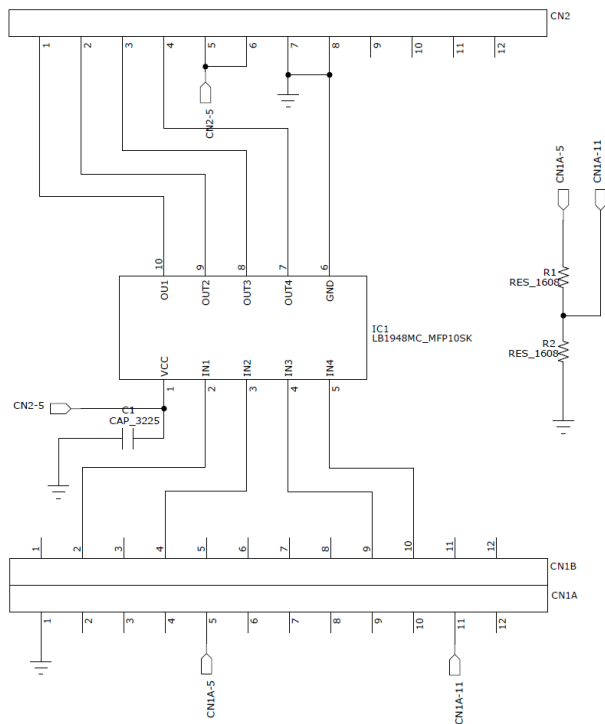 CN2
1 2 3 4 5 6 7 8 9 10 11 12
CN2-5
CN1A-5
CN1A-11
10 9 8 7 6
OU1 OUT2 OUT3 OUT4 GND
R1
RES_1608
IC1
LB1948MC_MFP10SK
R2
RES_1608
VCC IN1 IN2 IN3 IN4
1 2 3 4 5
CN2-5
C1
CAP_3225
1 2 3 4 5 6 7 8 9 10 11 12
CN1B
CN1A
1 2 3 4 5 6 7 8 9 10 11 12
CN1A-5
CN1A-11